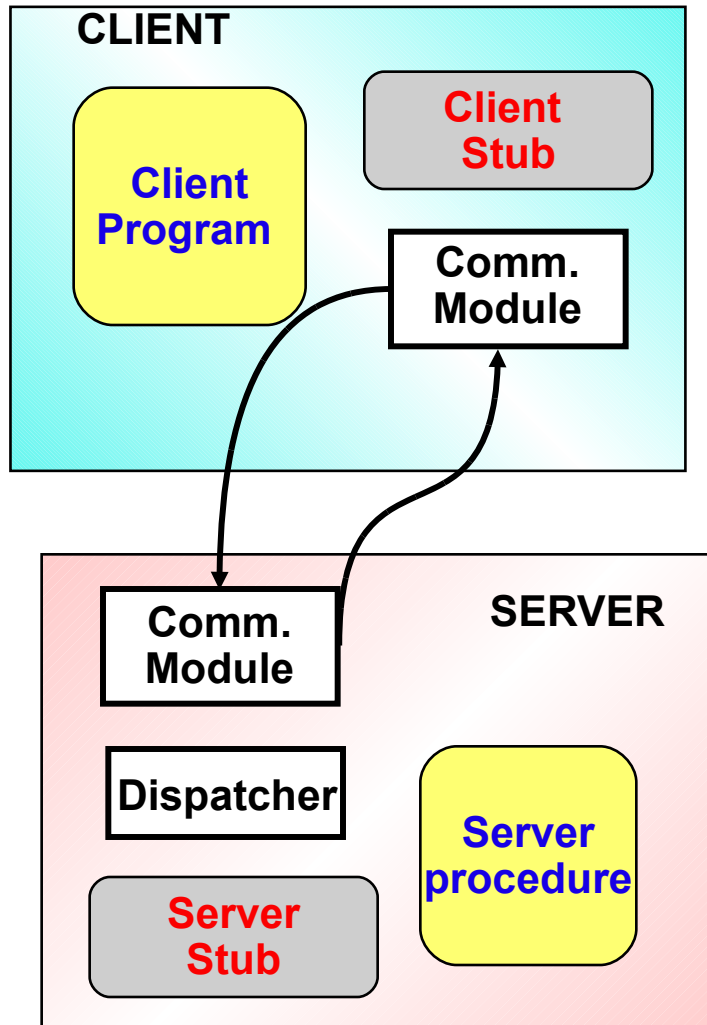 CLIENT
Client
Program
Client
Stub
Comm.
Module
Comm.
Module
SERVER
Dispatcher
Server
procedure
Server
Stub